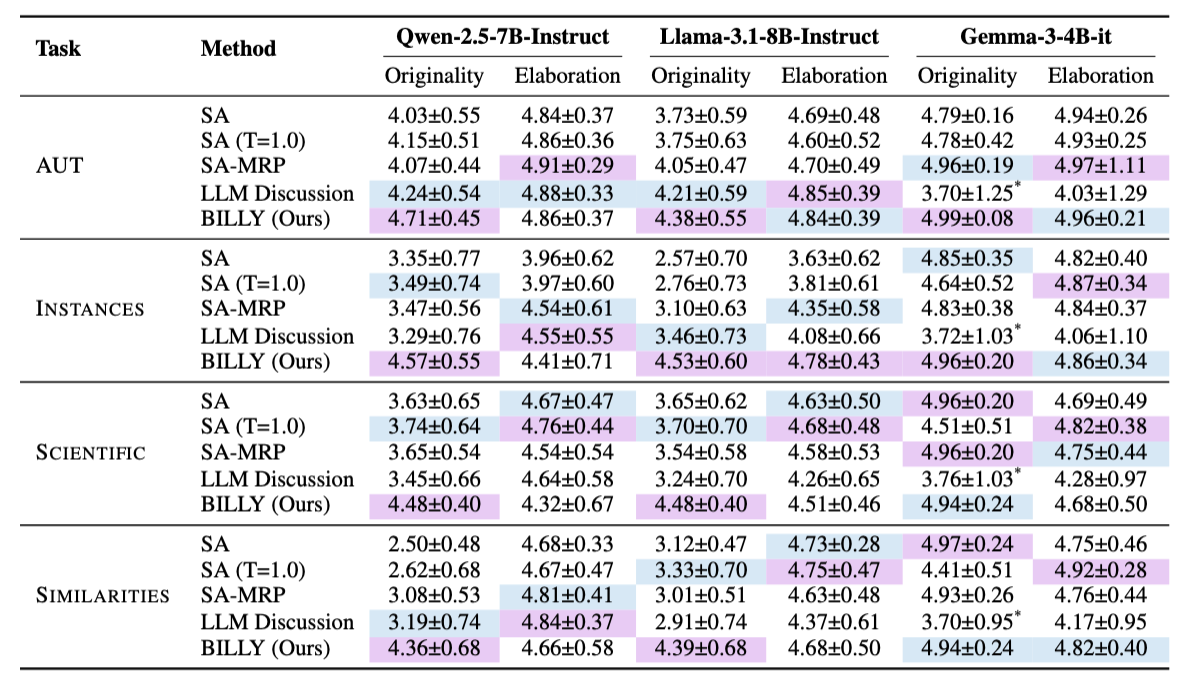 Task Method Qwen-2.5-7B-Instruct Llama-3.1-8B-Instruct Gemma-3-4B-it
Originality Elaboration Originality Elaboration Originality Elaboration
SA 4.03±0.55 4.84±0.37 3.73±0.59 4.69±0.48 4.79±0.16 4.94±0.26
SA (T=1.0) 4.15±0.51 4.86±0.36 3.75±0.63 4.60±0.52 4.78±0.42 4.93±0.25
AUT SA-MRP 4.07±0.44 4.91±0.29 4.05±0.47 4.70±0.49 4.96±0.19 4.97±1.11
LLM Discussion 4.24±0.54 4.88±0.33 4.21±0.59 4.85±0.39 3.70±1.25* 4.03±1.29
BILLY (Ours) 4.71±0.45 4.86±0.37 4.38±0.55 4.84±0.39 4.99±0.08 4.96±0.21
SA 3.35±0.77 3.96±0.62 2.57±0.70 3.63±0.62 4.85±0.35 4.82±0.40
SA (T=1.0) 3.49±0.74 3.97±0.60 2.76±0.73 3.81±0.61 4.64±0.52 4.87±0.34
INSTANCES SA-MRP 3.47±0.56 4.54±0.61 3.10±0.63 4.35±0.58 4.83±0.38 4.84±0.37
LLM Discussion 3.29±0.76 4.55±0.55 3.46±0.73 4.08±0.66 3.72±1.03* 4.06±1.10
BILLY (Ours) 4.57±0.55 4.41±0.71 4.53±0.60 4.78±0.43 4.96±0.20 4.86±0.34
SA 3.63±0.65 4.67±0.47 3.65±0.62 4.63±0.50 4.96±0.20 4.69±0.49
SA (T=1.0) 3.74±0.64 4.76±0.44 3.70±0.70 4.68±0.48 4.51±0.51 4.82±0.38
SCIENTIFIC SA-MRP 3.65±0.54 4.54±0.54 3.54±0.58 4.58±0.53 4.96±0.20 4.75±0.44
LLM Discussion 3.45±0.66 4.64±0.58 3.24±0.70 4.26±0.65 3.76±1.03* 4.28±0.97
BILLY (Ours) 4.48±0.40 4.32±0.67 4.48±0.40 4.51±0.46 4.94±0.24 4.68±0.50
SA 2.50±0.48 4.68±0.33 3.12±0.47 4.73±0.28 4.97±0.24 4.75±0.46
SA (T=1.0) 2.62±0.68 4.67±0.47 3.33±0.70 4.75±0.47 4.41±0.51 4.92±0.28
SIMILARITIES SA-MRP 3.08±0.53 4.81±0.41 3.01±0.51 4.63±0.48 4.93±0.26 4.76±0.44
LLM Discussion 3.19±0.74 4.84±0.37 2.91±0.74 4.37±0.61 3.70±0.95* 4.17±0.95
BILLY (Ours) 4.36±0.68 4.66±0.58 4.39±0.68 4.68±0.50 4.94±0.24 4.82±0.40